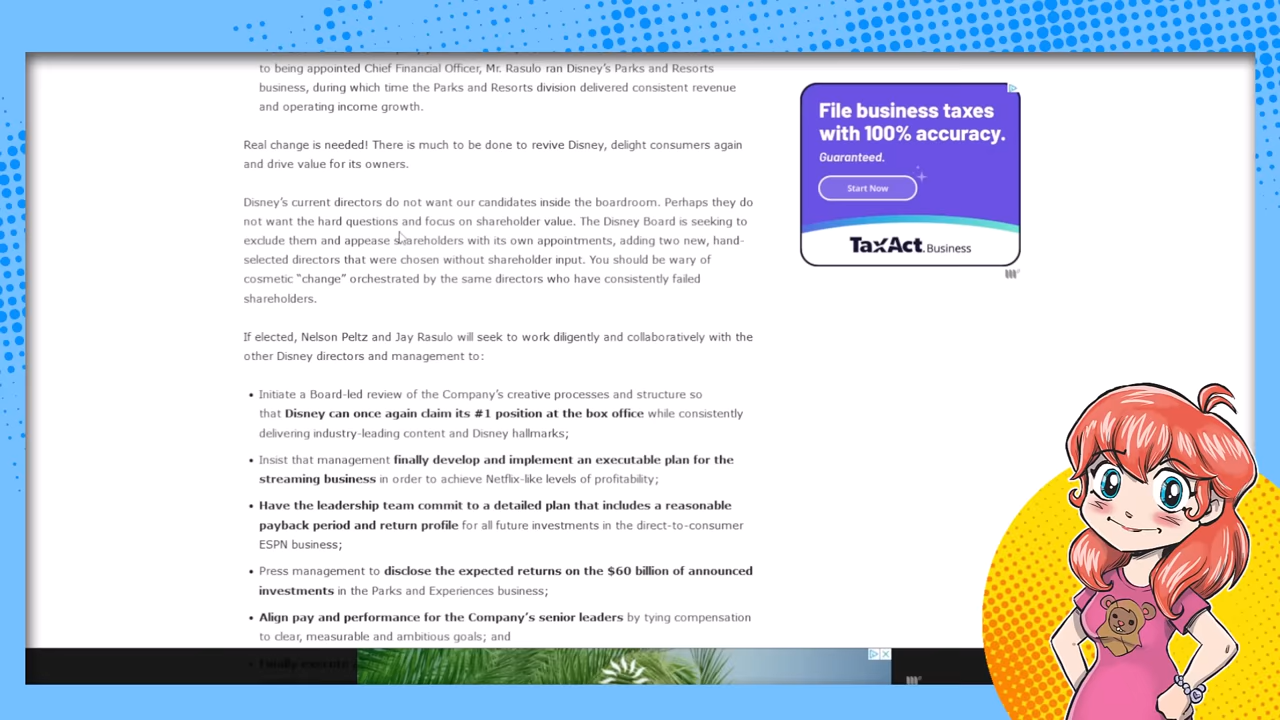 to being appointed Chief Financial Officer, Mr. Rasulo ran Disney's Parks and Resorts
business, during which time the Parks and Resorts division delivered consistent revenue
and operating income growth.
Real change is needed! There is much to be done to revive Disney, delight consumers again
and drive value for its owners.
Disney's current directors do not want our candidates inside the boardroom. Perhaps they do
not want the hard questions and focus on shareholder value. The Disney Board is seeking to
exclude them and appease shareholders with its own appointments, adding two new, hand-
selected directors that were chosen without shareholder input. You should be wary of
cosmetic “change” orchestrated by the same directors who have consistently failed
shareholders.
If elected, Nelson Peltz and Jay Rasulo will seek to work diligently and collaboratively with the
other Disney directors and management to:
• Initiate a Board-led review of the Company's creative processes and structure so
that Disney can once again claim its #1 position at the box office while consistently
delivering industry-leading content and Disney hallmarks;
• Insist that management finally develop and implement an executable plan for the
streaming business in order to achieve Netflix-like levels of profitability;
• Have the leadership team commit to a detailed plan that includes a reasonable
payback period and return profile for all future investments in the direct-to-consumer
ESPN business;
• Press management to disclose the expected returns on the $60 billion of announced
investments in the Parks and Experiences business;
• Align pay and performance for the Company's senior leaders by tying compensation
to clear, measurable and ambitious goals; and
File business taxes
with 100% accuracy.
Guaranteed.
Start Now
TaxAct.Business